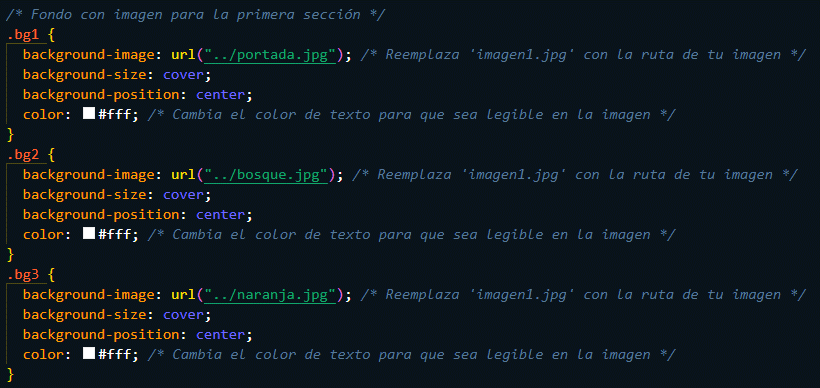 /* Fondo con imagen para la primera sección */
.bg1 {
  background-image: url("../portada.jpg"); /* Reemplaza 'imagen1.jpg' con la ruta de tu imagen */
  background-size: cover;
  background-position: center;
  color: #fff; /* Cambia el color de texto para que sea legible en la imagen */
}
.bg2 {
  background-image: url("../bosque.jpg"); /* Reemplaza 'imagen1.jpg' con la ruta de tu imagen */
  background-size: cover;
  background-position: center;
  color: #fff; /* Cambia el color de texto para que sea legible en la imagen */
}
.bg3 {
  background-image: url("../naranja.jpg"); /* Reemplaza 'imagen1.jpg' con la ruta de tu imagen */
  background-size: cover;
  background-position: center;
  color: #fff; /* Cambia el color de texto para que sea legible en la imagen */
}